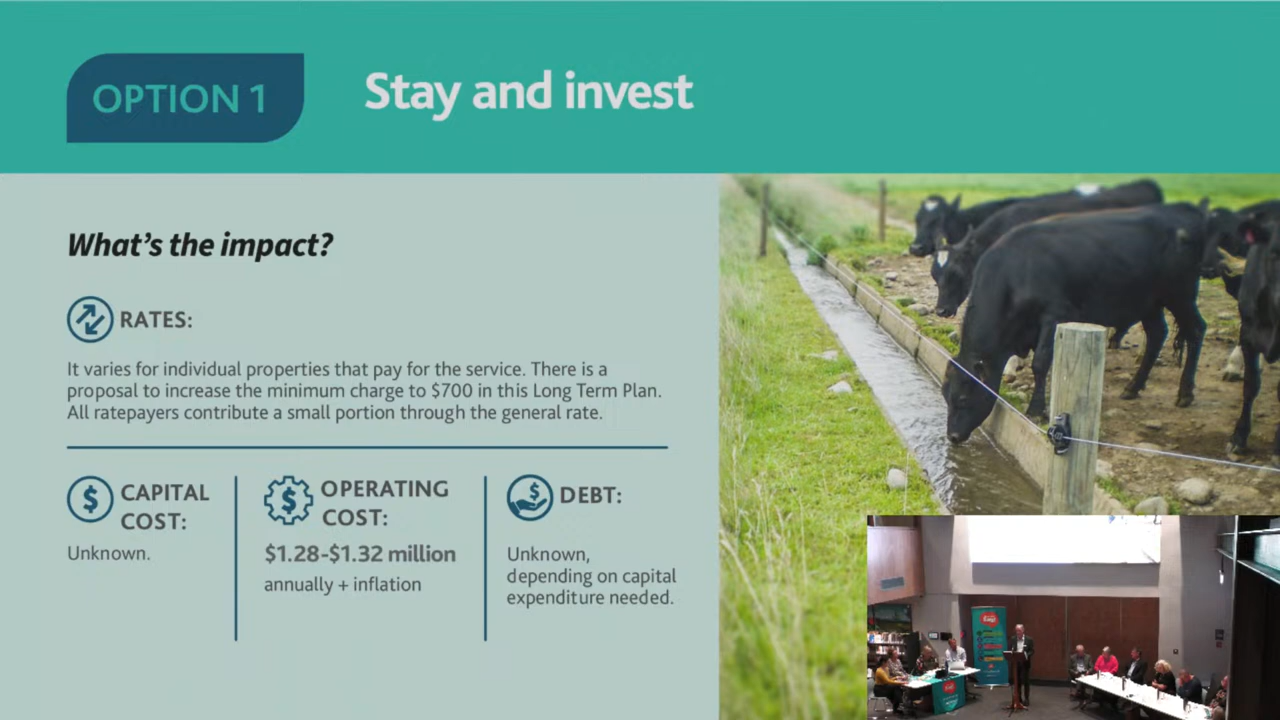 OPTION 1
Stay and invest
What's the impact?
RATES:
It varies for individual properties that pay for the service. There is a
proposal to increase the minimum charge to $700 in this Long Term Plan.
All ratepayers contribute a small portion through the general rate.
CAPITAL
COST:
Unknown.
OPERATING
COST:
$1.28-$1.32 million
annually + inflation
DEBT:
Unknown,
depending on capital
expenditure needed.